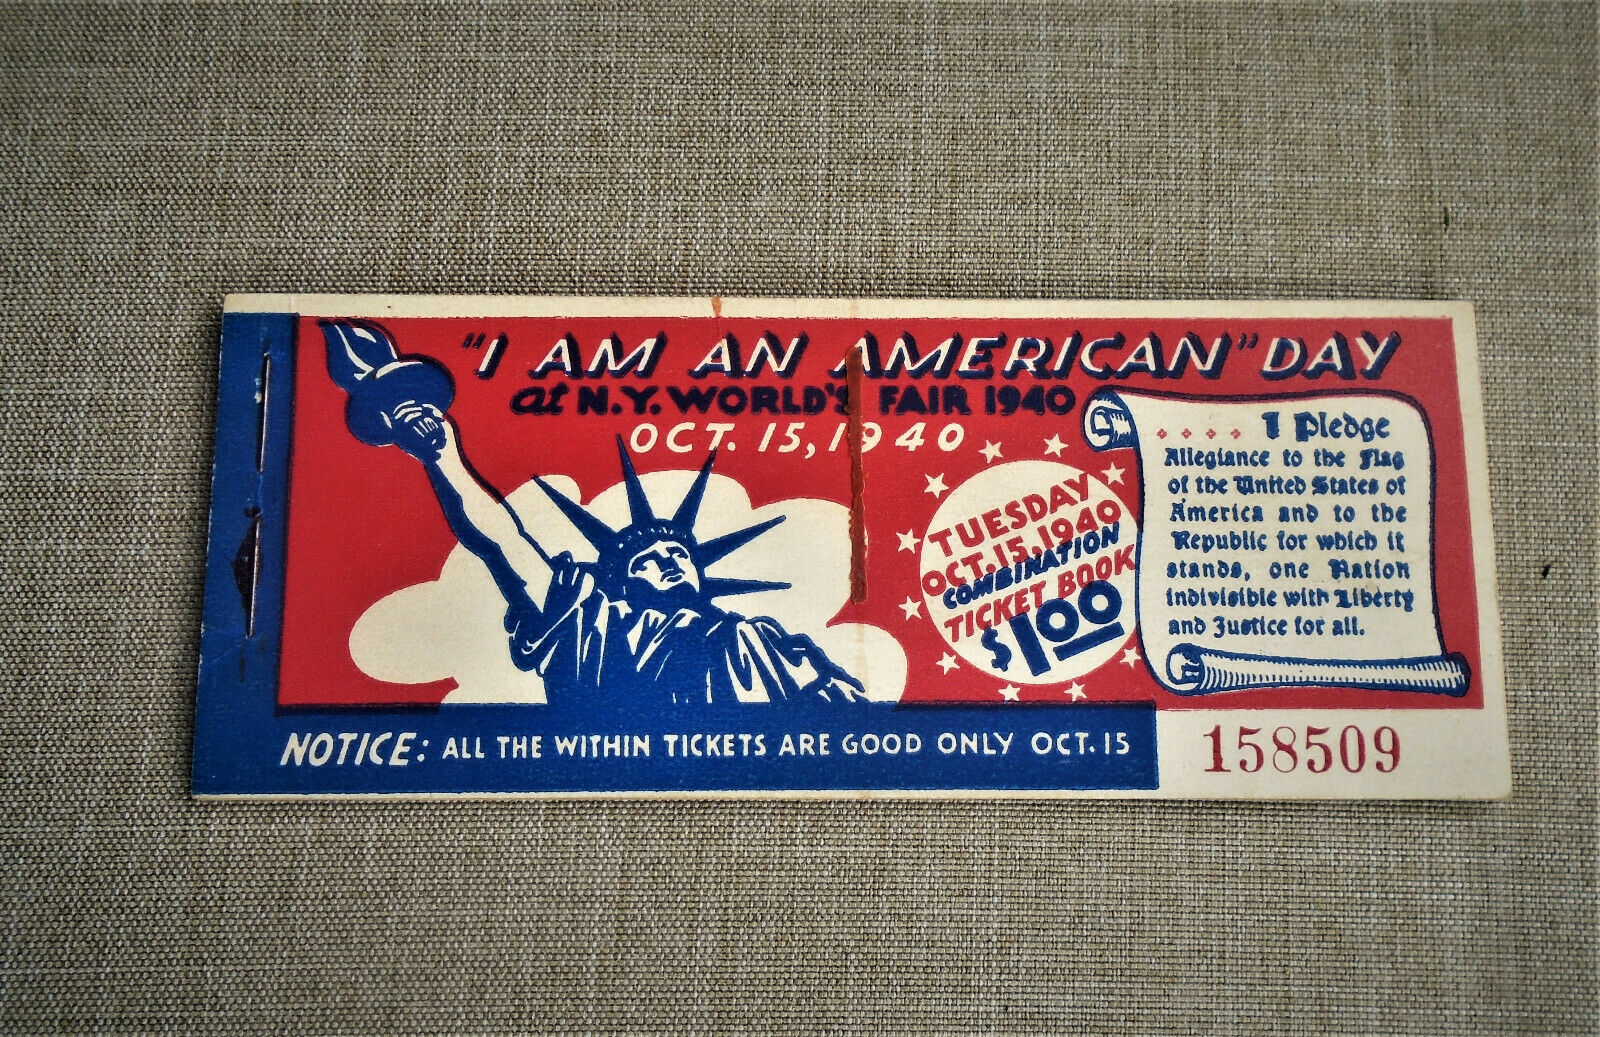 "I AM AN AMERICAN" DAY
at N.Y. WORLD'S FAIR 1940
OCT. 15, 1940
TUESDAY
OCT. 15, 1940
COMBINATION
TICKET BOOK
$1.00
I Pledge
Allegiance to the Flag
of the United States of
America and to the
Republic for which it
stands, one Nation
indivisible with Liberty
and Justice for all.
NOTICE: ALL THE WITHIN TICKETS ARE GOOD ONLY OCT. 15
158509